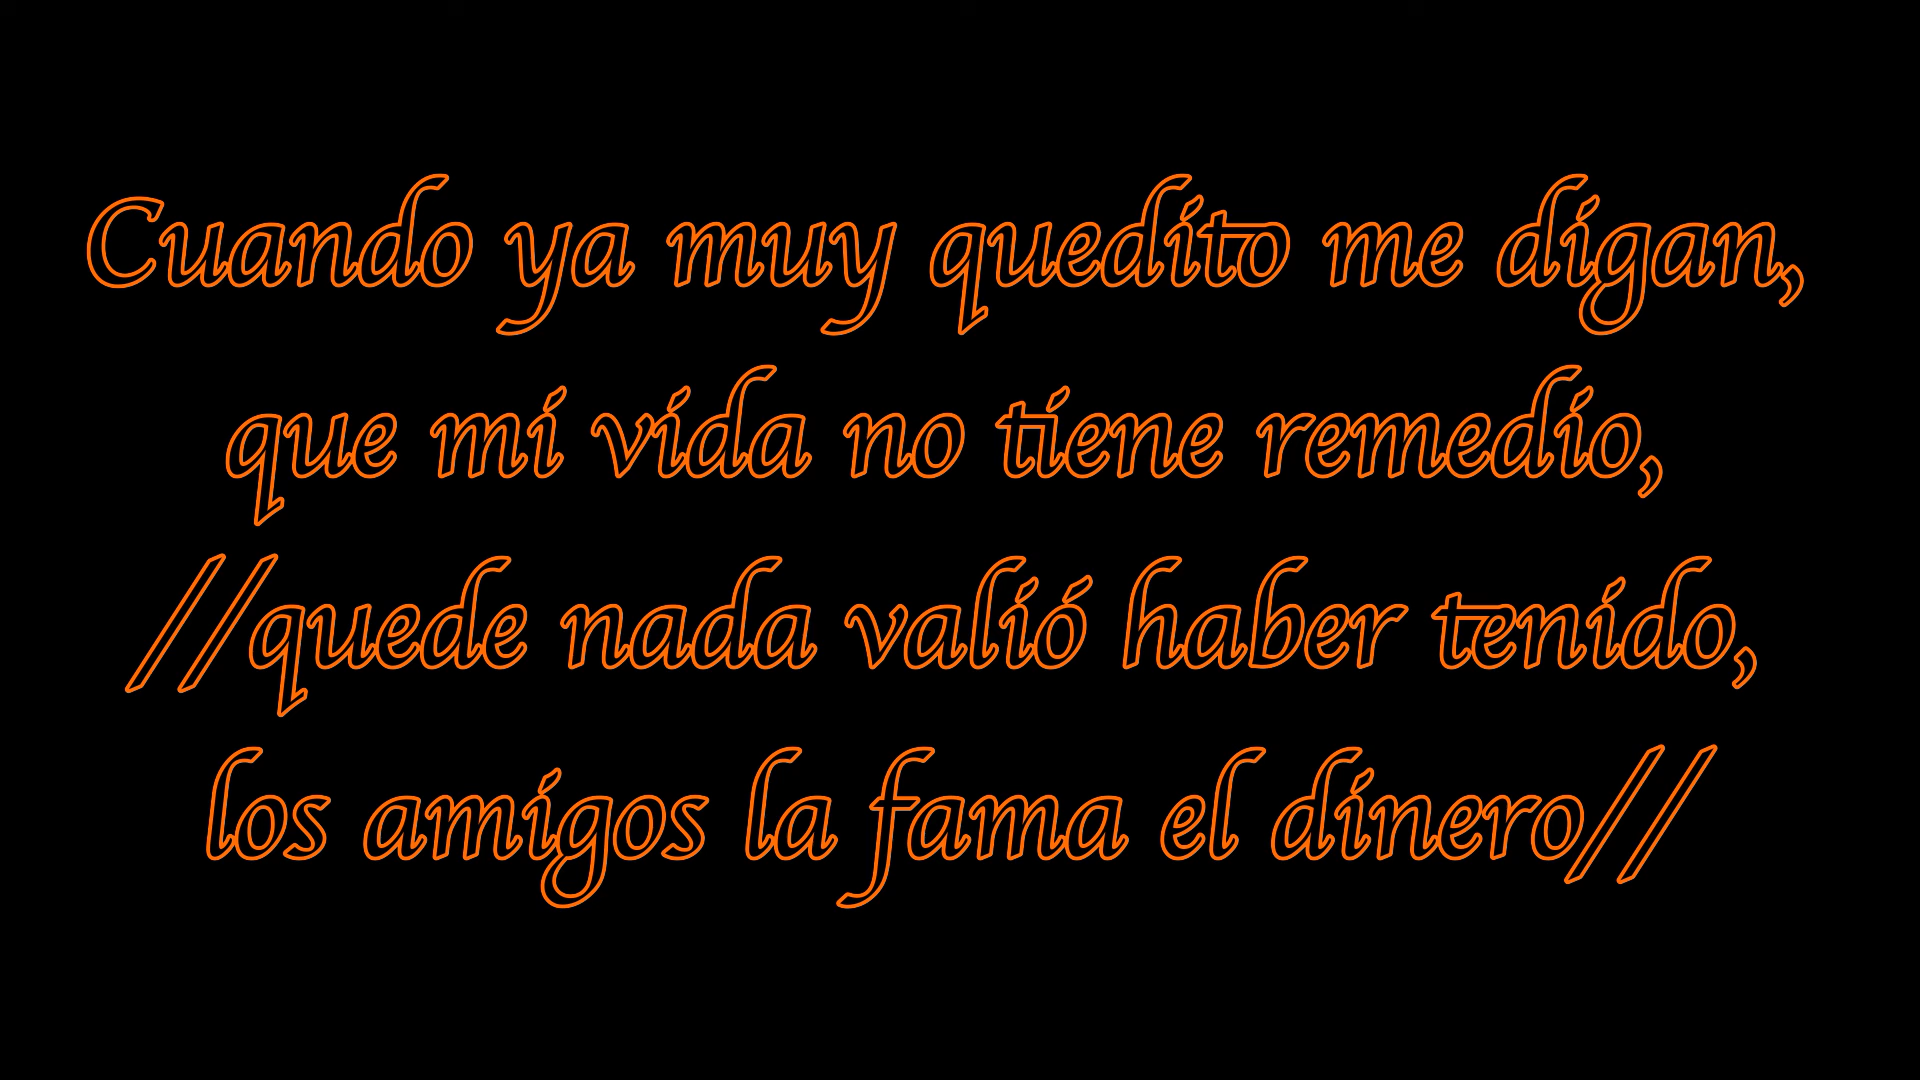 Cuando ya muy quedito me digan,
que mi vida no tiene remedio,
//quede nada valió haber tenido,
los amigos la fama el dinero//